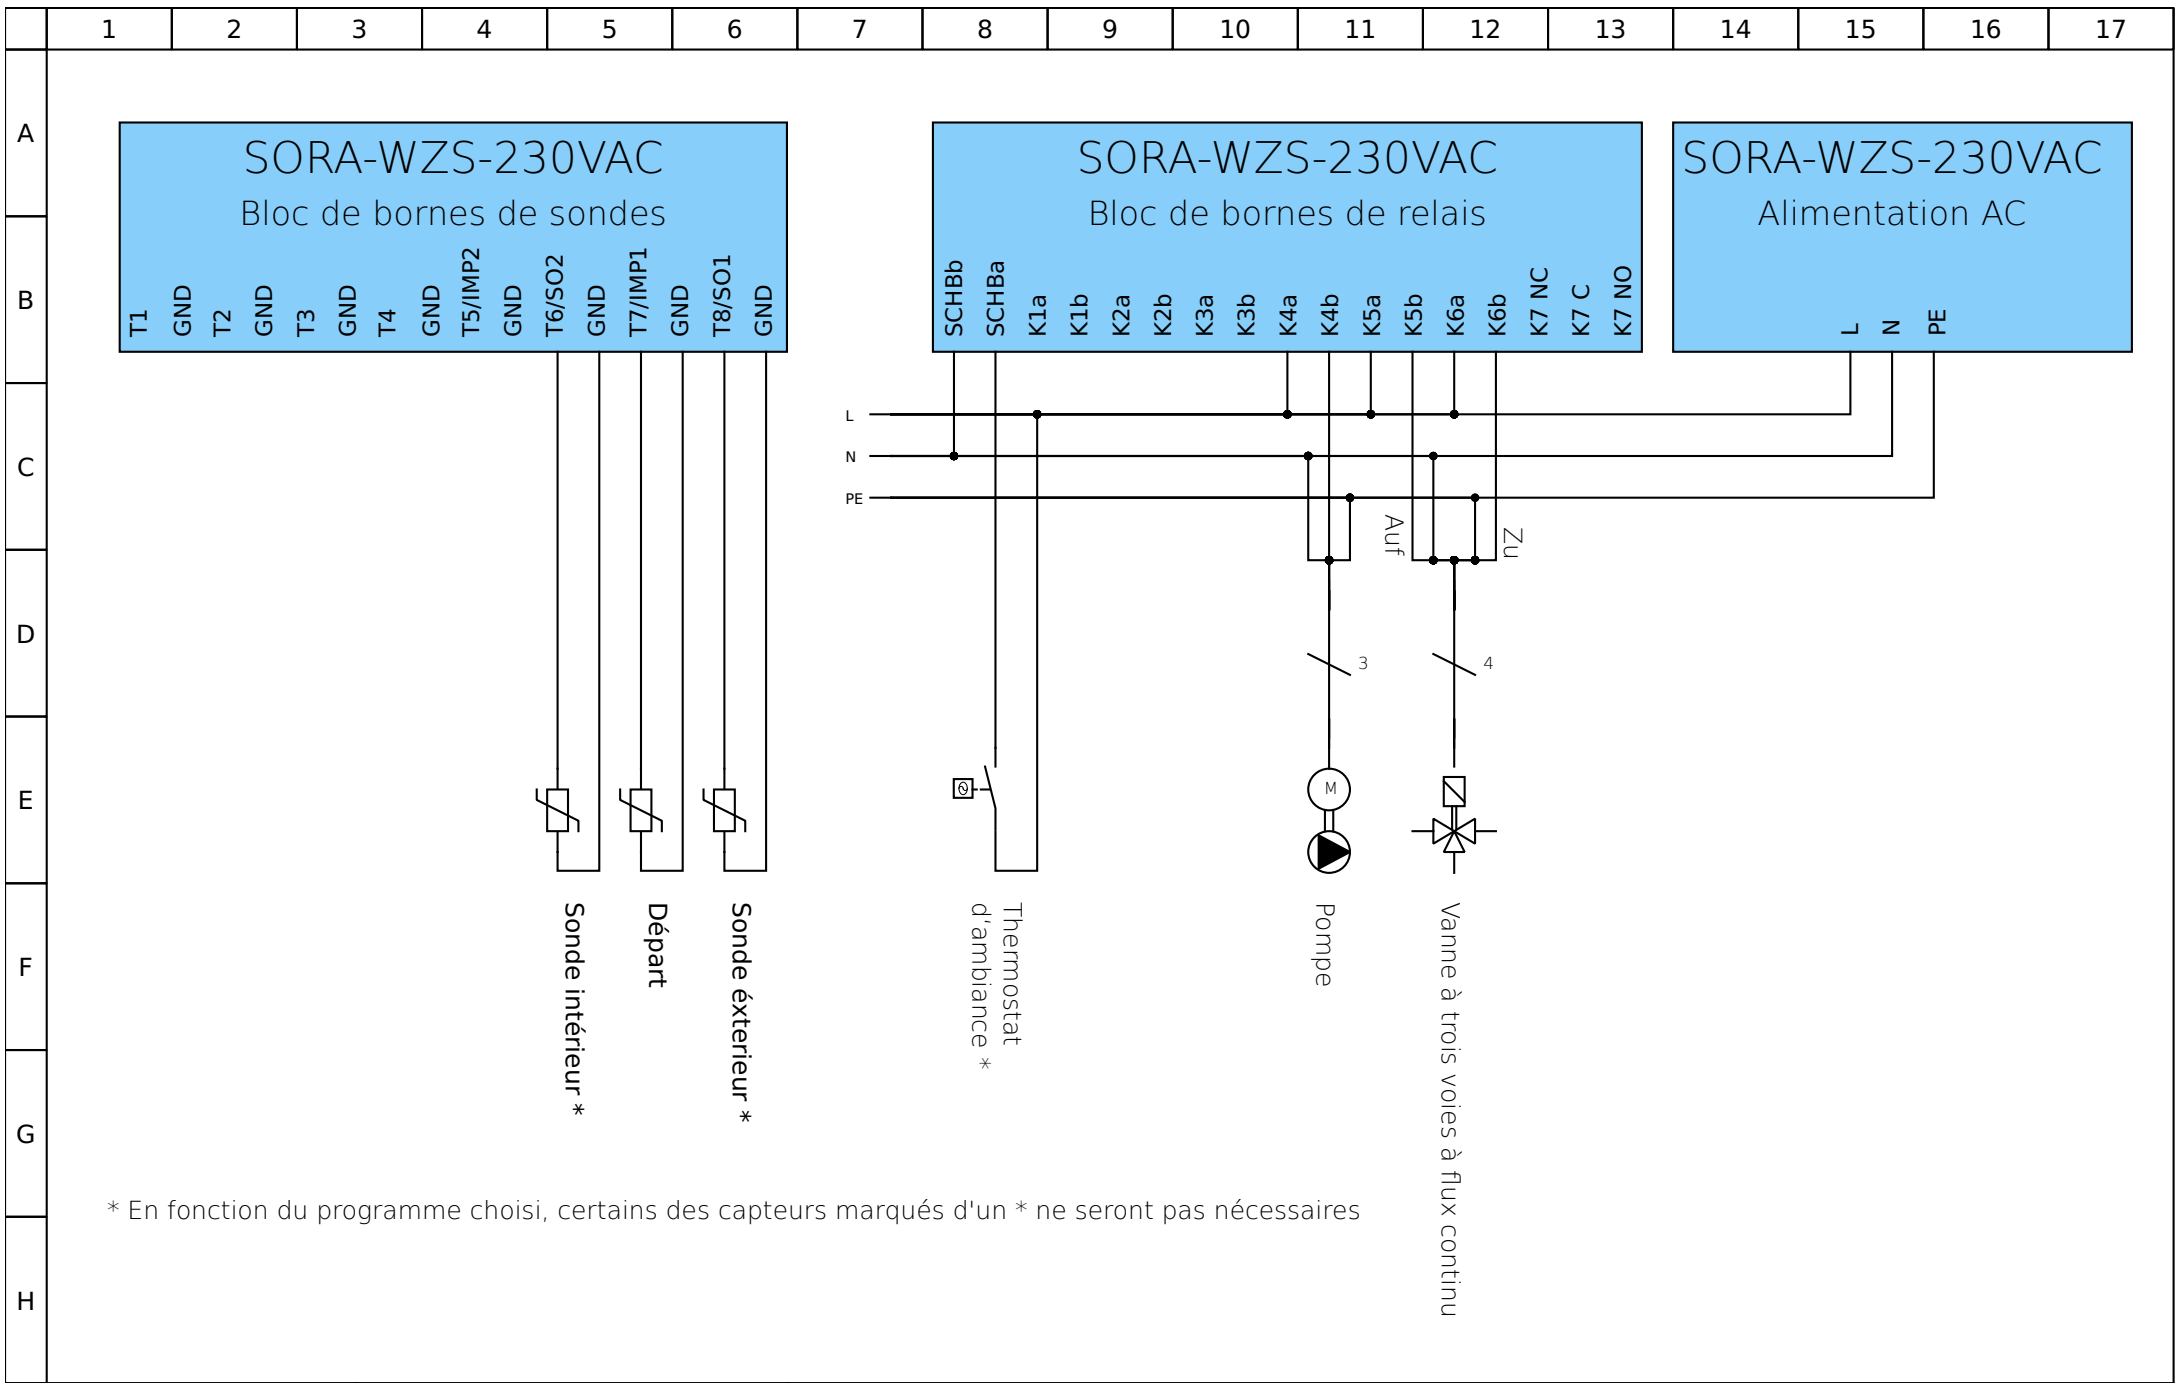 1 2 3 4 5 6 7 8 9 10 11 12 13 14 15 16 17
A
B
C
D
E
F
G
H
SORA-WZS-230VAC
Bloc de bornes de sondes
T1 GND T2 GND T3 GND T4 GND T5/IMP2 GND T6/SO2 GND T7/IMP1 GND T8/SO1 GND
SORA-WZS-230VAC
Bloc de bornes de relais
SCHBb SCHBa K1a K1b K2a K2b K3a K3b K4a K4b K5a K5b K6a K6b K7 NC K7 C K7 NO
SORA-WZS-230VAC
Alimentation AC
L N PE
L
N
PE
Auf
Zu
3
4
M
Sonde intérieur *
Départ
Sonde éxterieur *
Thermostat
d'ambiance *
Pompe
Vanne à trois voies à flux continu
* En fonction du programme choisi, certains des capteurs marqués d'un * ne seront pas nécessaires